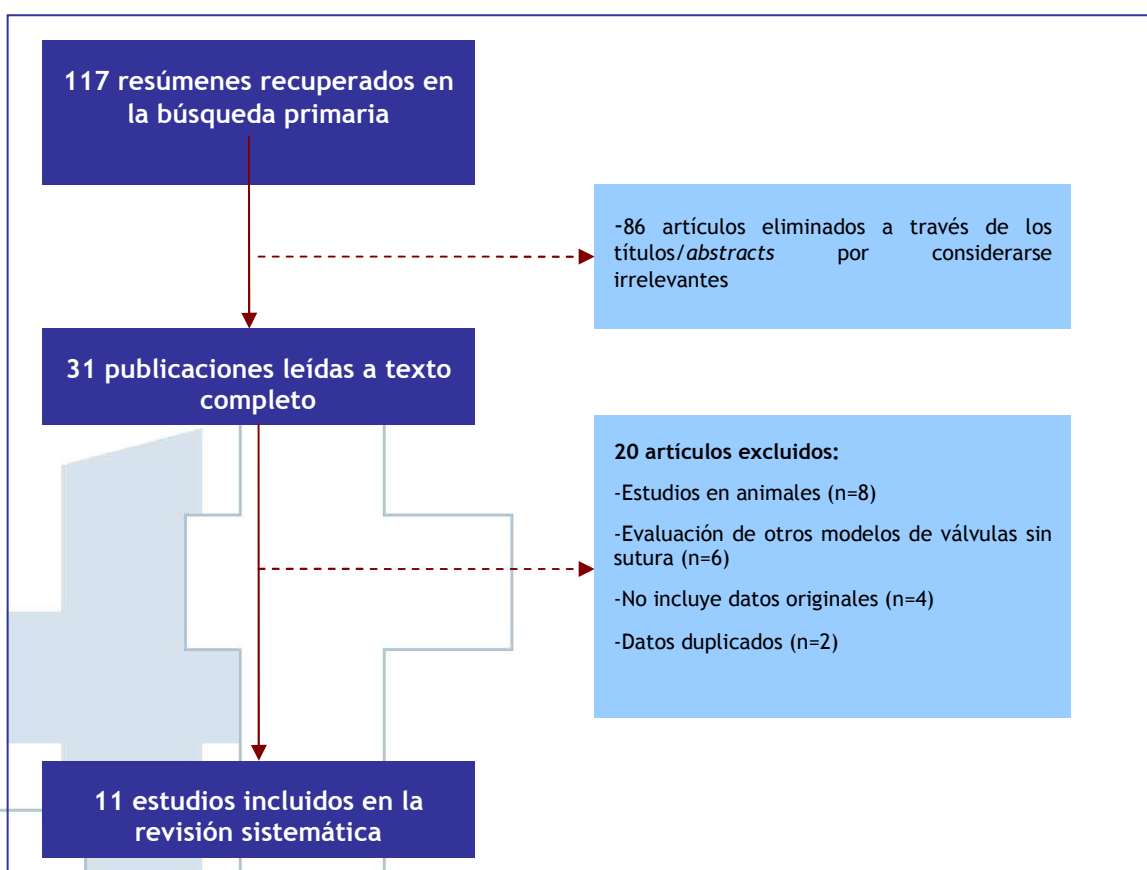 117 resúmenes recuperados en
la búsqueda primaria
-86 artículos eliminados a través de los
títulos/abstracts por considerarse
irrelevantes
31 publicaciones leídas a texto
completo
20 artículos excluidos:
-Estudios en animales (n=8)
-Evaluación de otros modelos de válvulas sin
sutura (n=6)
-No incluye datos originales (n=4)
-Datos duplicados (n=2)
11 estudios incluidos en la
revisión sistemática